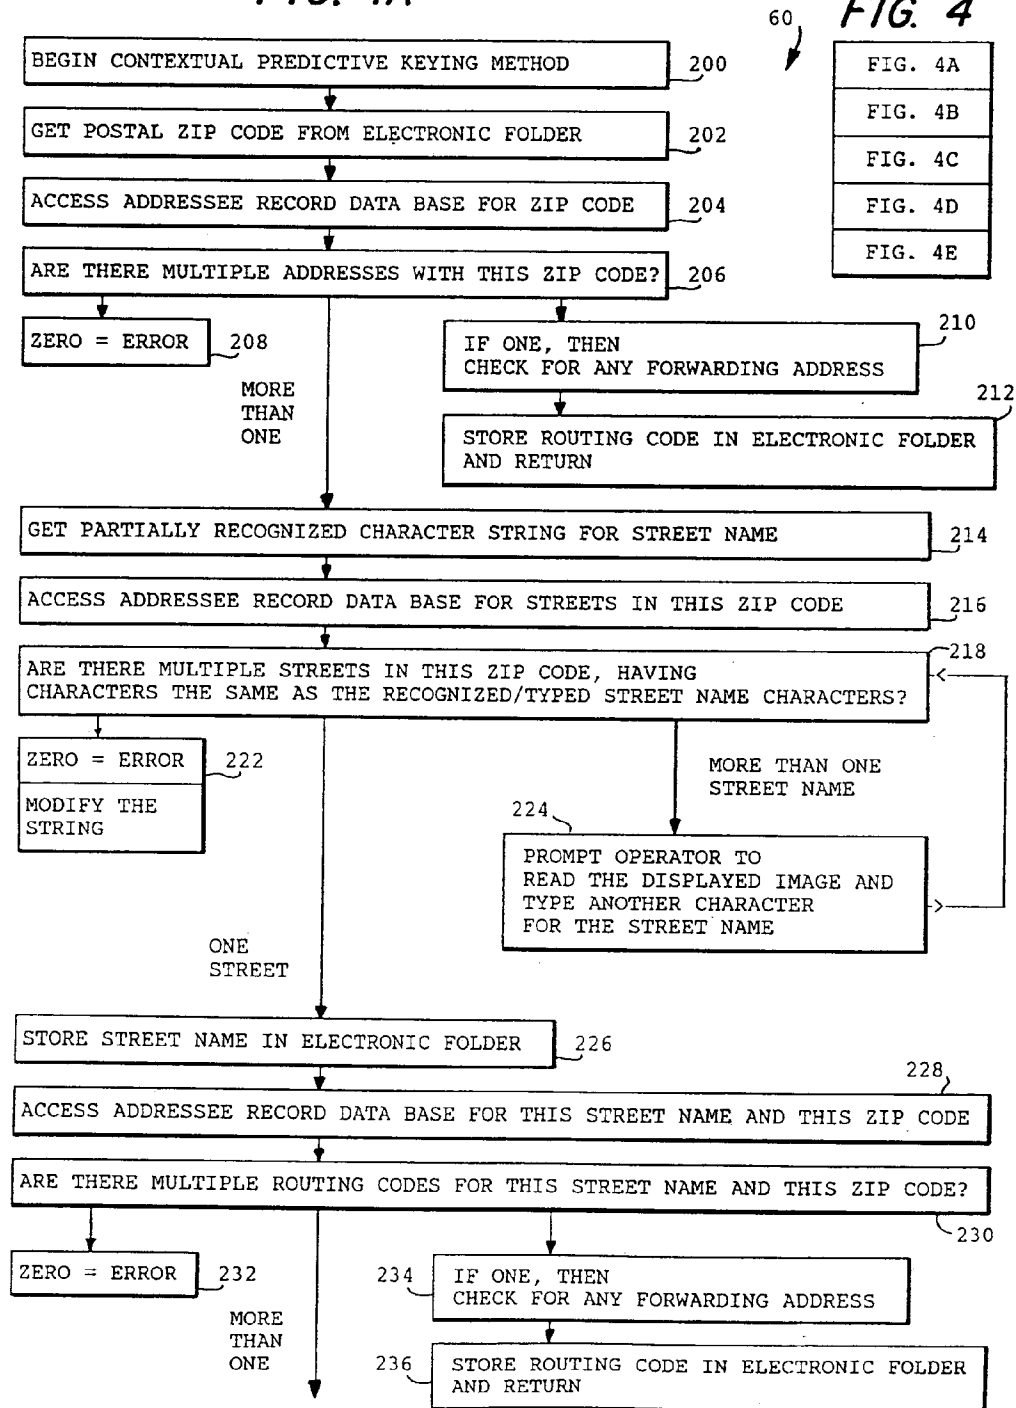 FIG. 4A
60
FIG. 4
FIG. 4A
FIG. 4B
FIG. 4C
FIG. 4D
FIG. 4E
BEGIN CONTEXTUAL PREDICTIVE KEYING METHOD
200
GET POSTAL ZIP CODE FROM ELECTRONIC FOLDER
202
ACCESS ADDRESSEE RECORD DATA BASE FOR ZIP CODE
204
ARE THERE MULTIPLE ADDRESSES WITH THIS ZIP CODE?
206
ZERO = ERROR
208
MORE
THAN
ONE
IF ONE, THEN
CHECK FOR ANY FORWARDING ADDRESS
210
STORE ROUTING CODE IN ELECTRONIC FOLDER
AND RETURN
212
GET PARTIALLY RECOGNIZED CHARACTER STRING FOR STREET NAME
214
ACCESS ADDRESSEE RECORD DATA BASE FOR STREETS IN THIS ZIP CODE
216
ARE THERE MULTIPLE STREETS IN THIS ZIP CODE, HAVING
CHARACTERS THE SAME AS THE RECOGNIZED/TYPED STREET NAME CHARACTERS?
218
ZERO = ERROR
MODIFY THE
STRING
222
MORE THAN ONE
STREET NAME
224
PROMPT OPERATOR TO
READ THE DISPLAYED IMAGE AND
TYPE ANOTHER CHARACTER
FOR THE STREET NAME
ONE
STREET
STORE STREET NAME IN ELECTRONIC FOLDER
226
228
ACCESS ADDRESSEE RECORD DATA BASE FOR THIS STREET NAME AND THIS ZIP CODE
ARE THERE MULTIPLE ROUTING CODES FOR THIS STREET NAME AND THIS ZIP CODE?
230
ZERO = ERROR
232
MORE
THAN
ONE
234
IF ONE, THEN
CHECK FOR ANY FORWARDING ADDRESS
236
STORE ROUTING CODE IN ELECTRONIC FOLDER
AND RETURN